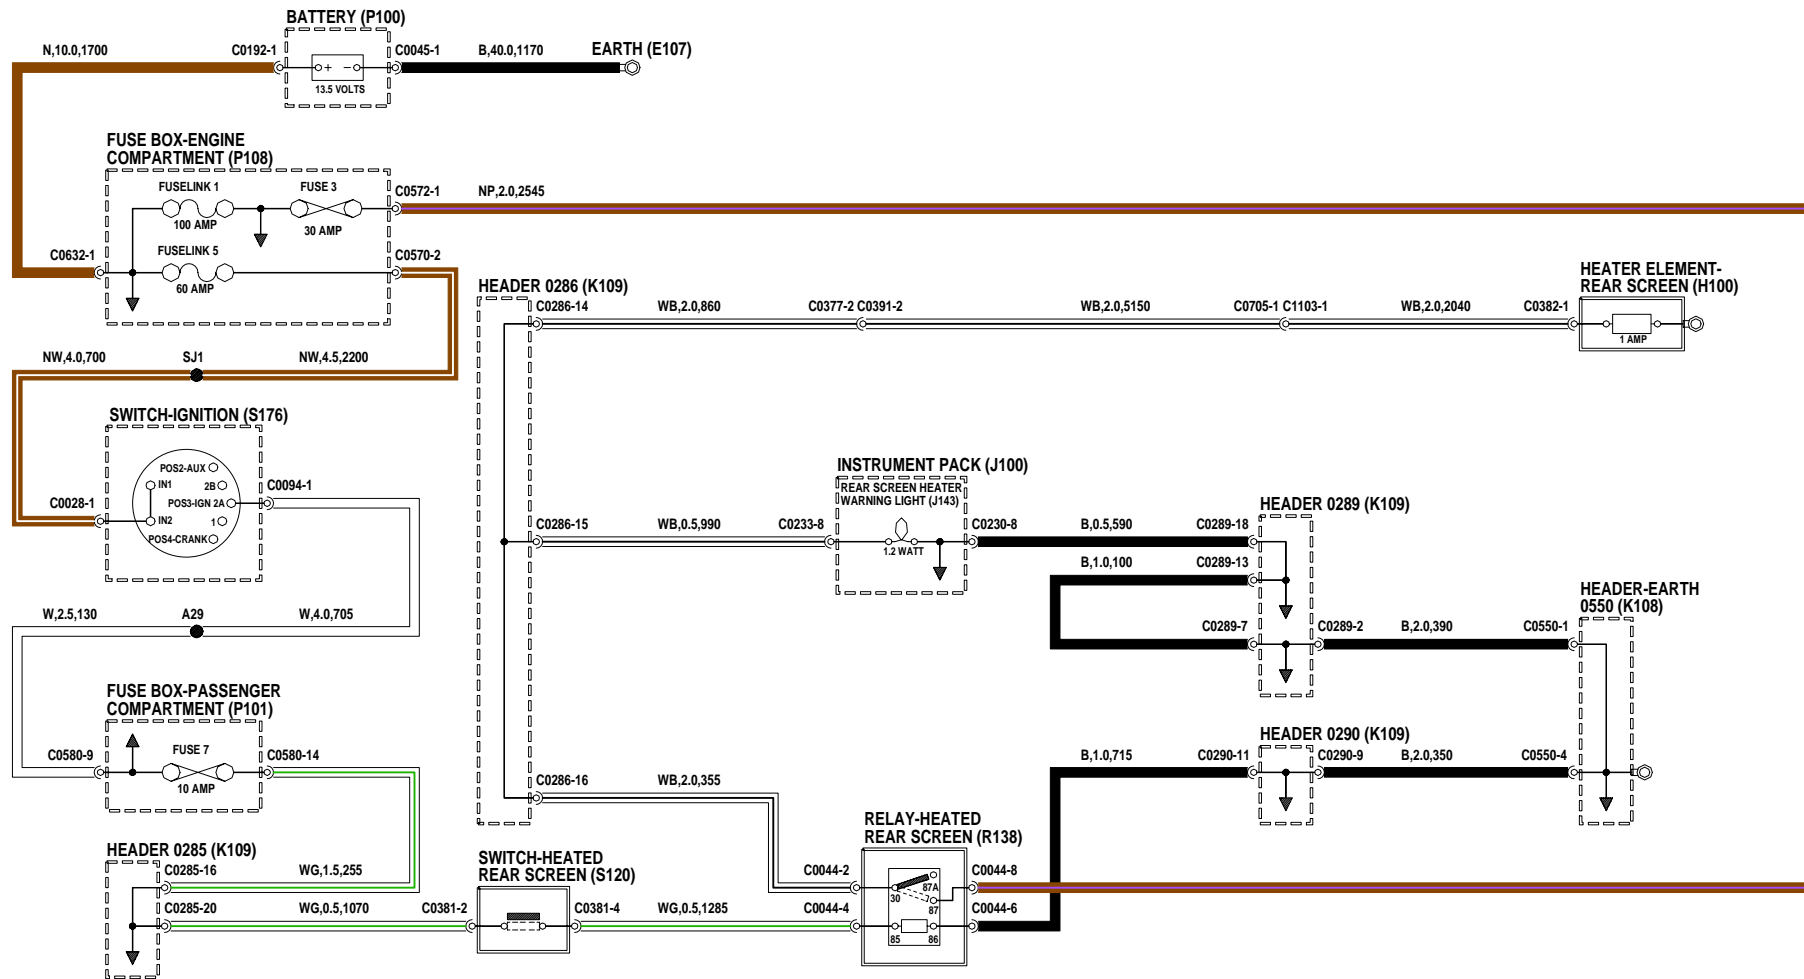 BATTERY (P100)
N,10.0,1700
C0192-1
C0045-1
B,40.0,1170
EARTH (E107)
+ -
13.5 VOLTS
FUSE BOX-ENGINE
COMPARTMENT (P108)
FUSELINK 1
100 AMP
FUSE 3
30 AMP
C0572-1
NP,2.0,2545
C0632-1
FUSELINK 5
60 AMP
C0570-2
NW,4.0,700
SJ1
NW,4.5,2200
HEADER 0286 (K109)
C0286-14
WB,2.0,860
C0377-2 C0391-2
WB,2.0,5150
C0705-1 C1103-1
WB,2.0,2040
C0382-1
HEATER ELEMENT-
REAR SCREEN (H100)
1 AMP
SWITCH-IGNITION (S176)
POS2-AUX
IN1
2B
POS3-IGN 2A
C0094-1
C0028-1
IN2
1
POS4-CRANK
C0286-15
WB,0.5,990
C0233-8
INSTRUMENT PACK (J100)
REAR SCREEN HEATER
WARNING LIGHT (J143)
1.2 WATT
C0230-8
B,0.5,590
C0289-18
HEADER 0289 (K109)
B,1.0,100
C0289-13
C0289-7
C0289-2
B,2.0,390
C0550-1
HEADER-EARTH
0550 (K108)
W,2.5,130
A29
W,4.0,705
FUSE BOX-PASSENGER
COMPARTMENT (P101)
C0580-9
FUSE 7
10 AMP
C0580-14
HEADER 0290 (K109)
B,1.0,715
C0290-11
C0290-9
B,2.0,350
C0550-4
C0286-16
WB,2.0,355
HEADER 0285 (K109)
C0285-16
WG,1.5,255
C0285-20
WG,0.5,1070
C0381-2
SWITCH-HEATED
REAR SCREEN (S120)
C0381-4
WG,0.5,1285
RELAY-HEATED
REAR SCREEN (R138)
C0044-2
C0044-4
87A
30
87
85
86
C0044-8
C0044-6